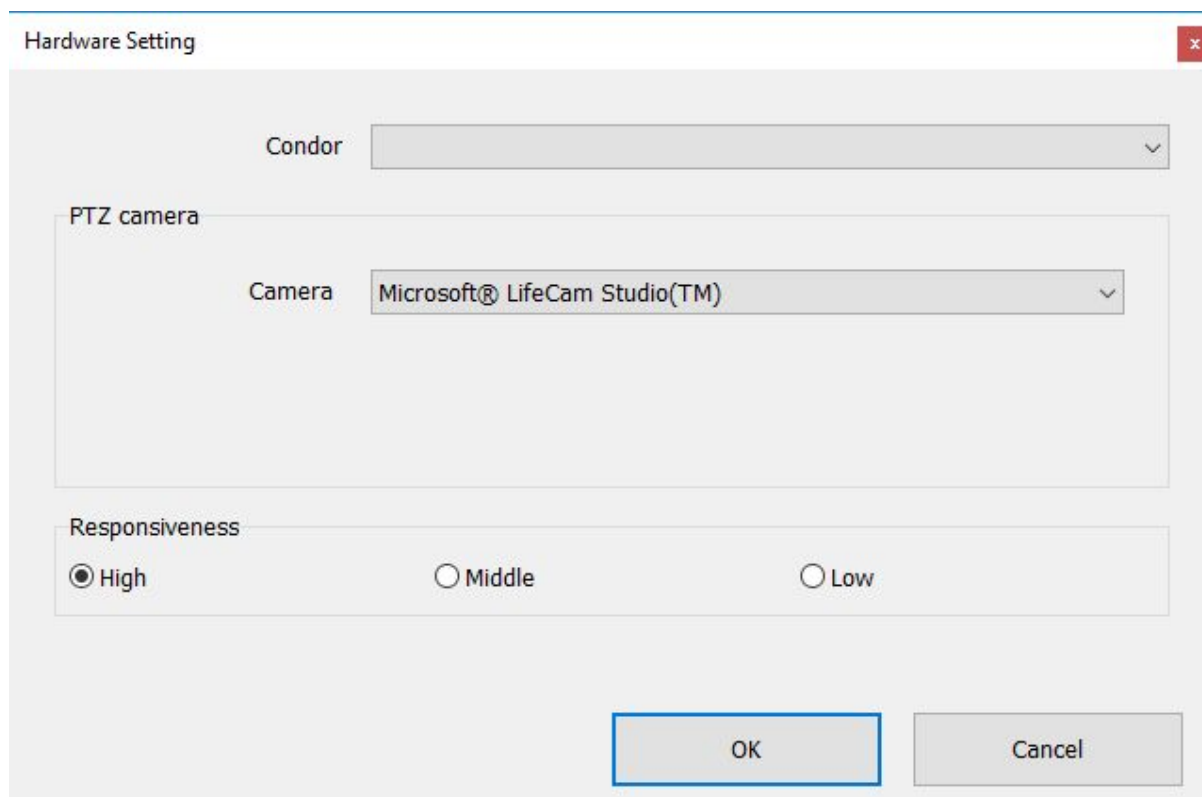 Hardware Setting
x
Condor
PTZ camera
Camera Microsoft® LifeCam Studio(TM)
Responsiveness
High Middle Low
OK Cancel